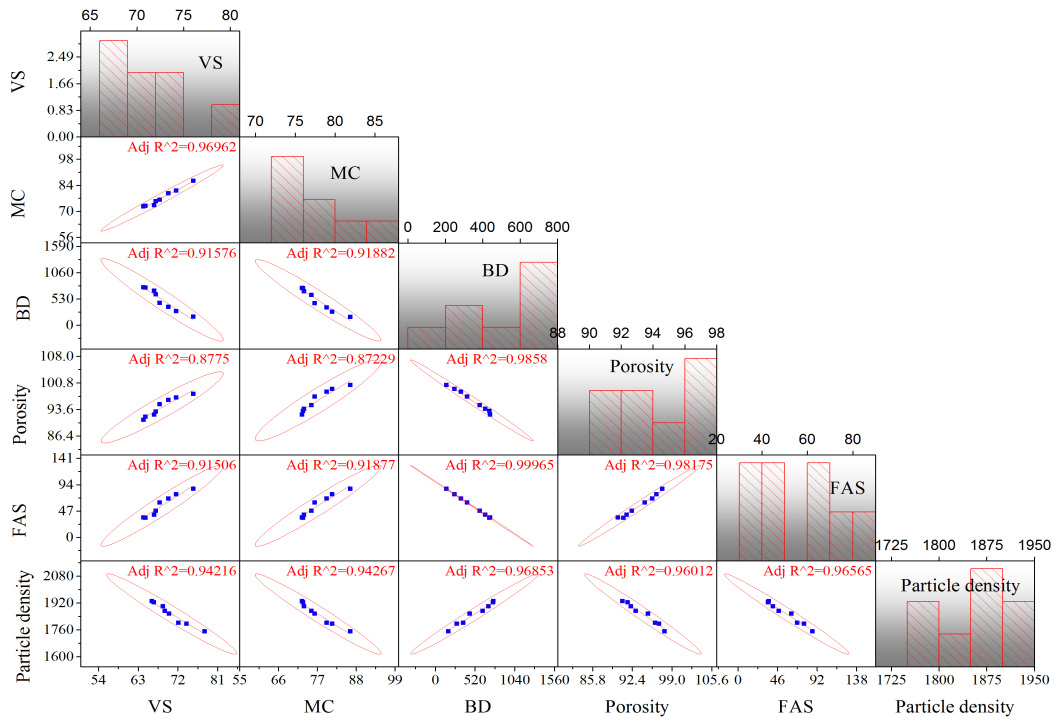 65 70 75 80
VS
2.49
1.66
0.83
0.00
VS
70 75 80 85
MC
98
84
70
56
Adj R^2=0.96962
MC
0 200 400 600 800
BD
1590
1060
530
0
Adj R^2=0.91576
Adj R^2=0.91882
BD
88 90 92 94 96 98
Porosity
108.0
100.8
93.6
86.4
Adj R^2=0.8775
Adj R^2=0.87229
Adj R^2=0.9858
Porosity
20 40 60 80
FAS
141
94
47
0
Adj R^2=0.91506
Adj R^2=0.91877
Adj R^2=0.99965
Adj R^2=0.98175
FAS
1725 1800 1875 1950
Particle density
2080
1920
1760
1600
Adj R^2=0.94216
Adj R^2=0.94267
Adj R^2=0.96853
Adj R^2=0.96012
Adj R^2=0.96565
Particle density
54 63 72 81 55 66 77 88 99 0 520 1040 1560 85.8 92.4 99.0 105.6 0 46 92 138 1725 1800 1875 1950
VS MC BD Porosity FAS Particle density